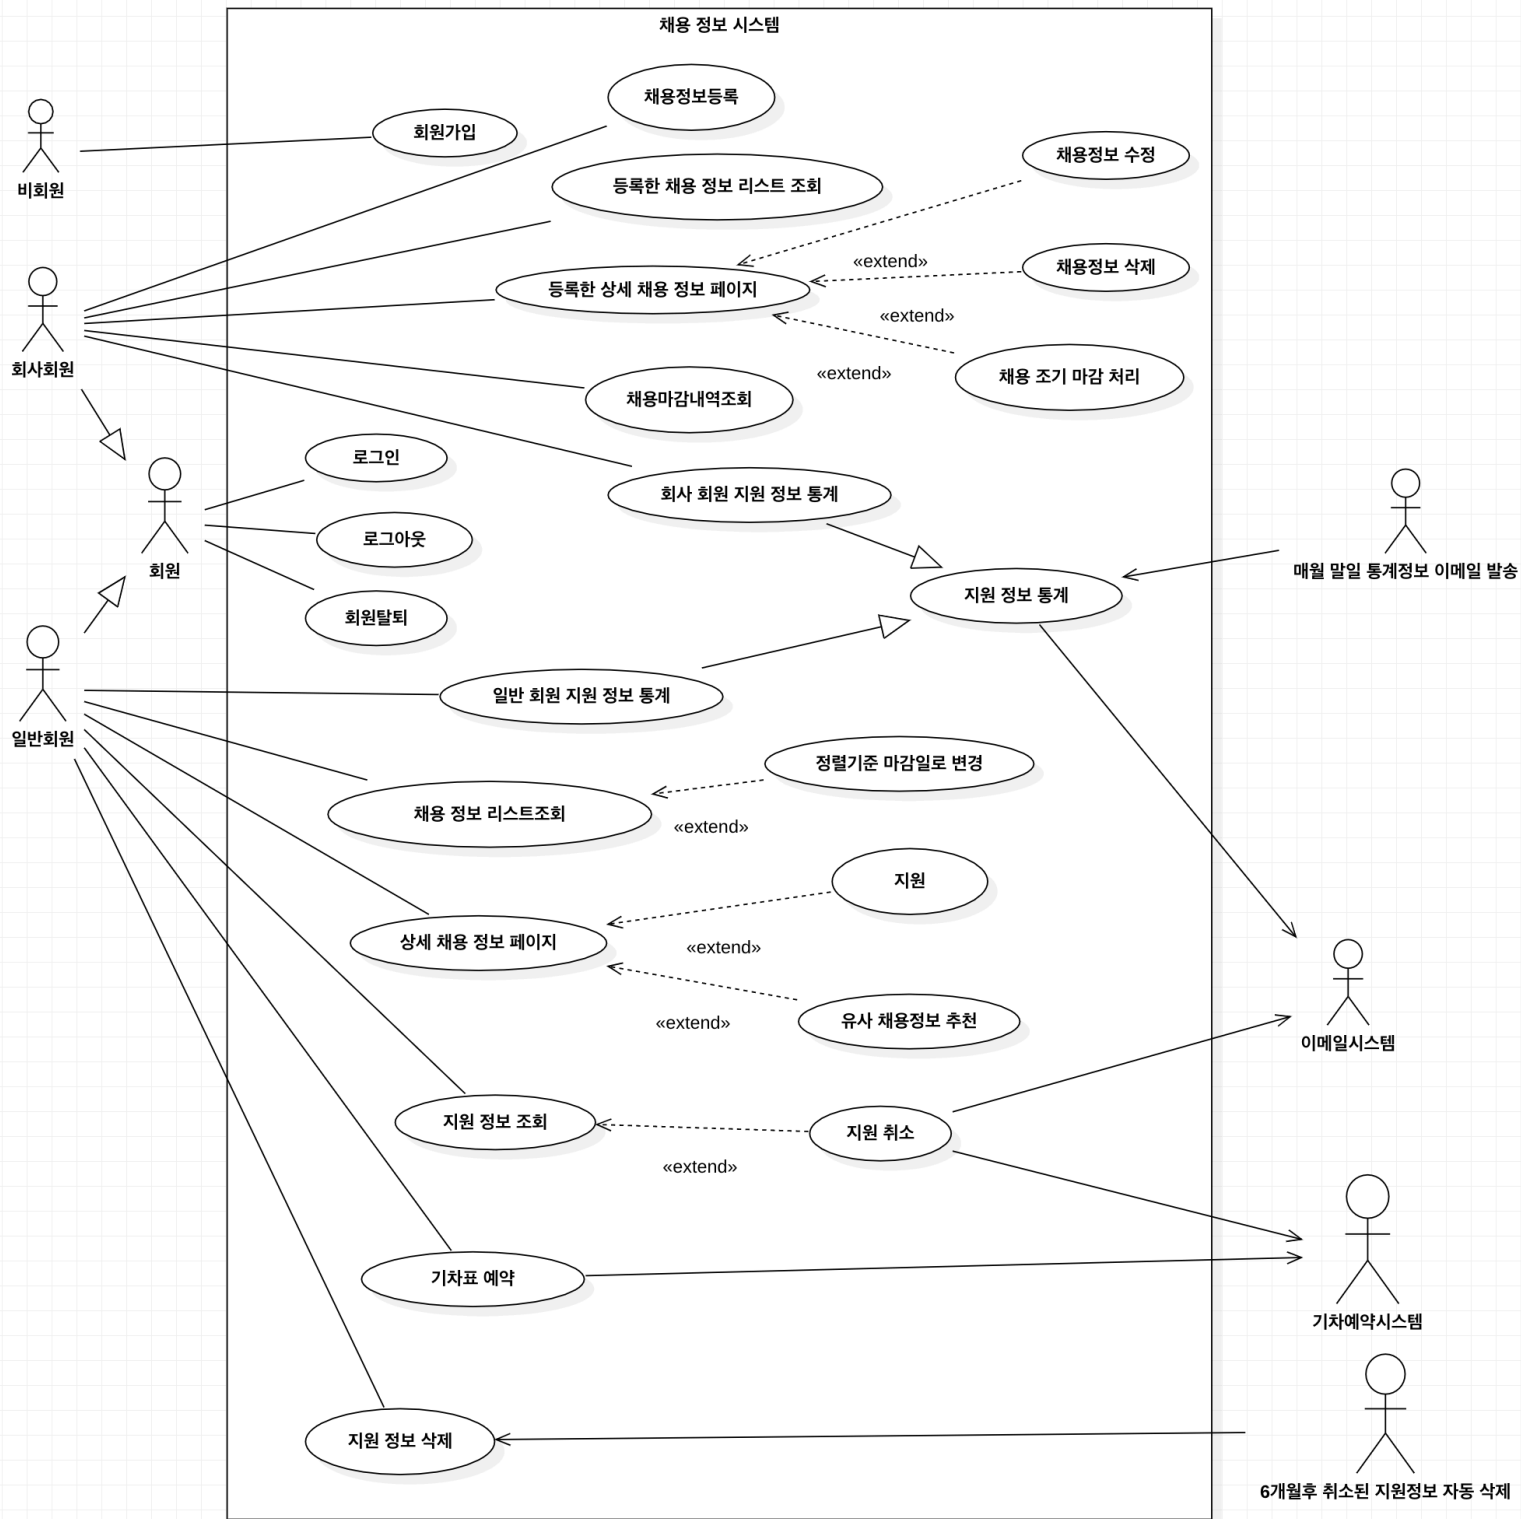 채용 정보 시스템
채용정보등록
회원가입
비회원
채용정보 수정
등록한 채용 정보 리스트 조회
«extend»
채용정보 삭제
등록한 상세 채용 정보 페이지
«extend»
회사회원
«extend»
채용 조기 마감 처리
채용마감내역조회
로그인
회사 회원 지원 정보 통계
로그아웃
회원
매월 말일 통계정보 이메일 발송
지원 정보 통계
회원탈퇴
일반 회원 지원 정보 통계
일반회원
정렬기준 마감일로 변경
채용 정보 리스트조회
«extend»
지원
상세 채용 정보 페이지
«extend»
유사 채용정보 추천
«extend»
이메일시스템
지원 정보 조회
지원 취소
«extend»
기차표 예약
기차예약시스템
지원 정보 삭제
6개월후 취소된 지원정보 자동 삭제